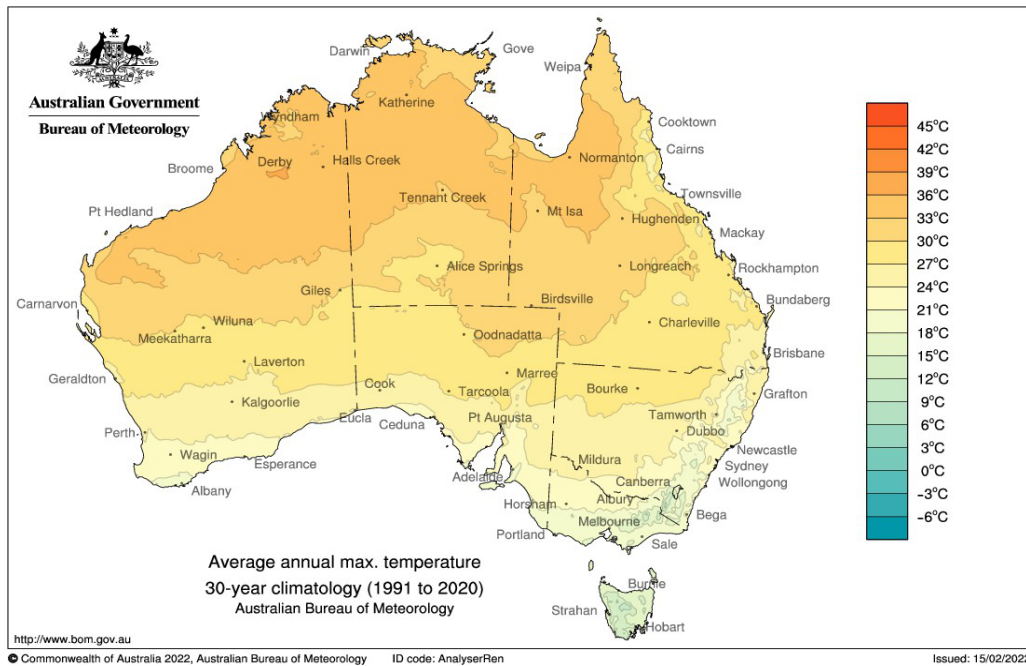 Australian Government
Bureau of Meteorology
Darwin
Gove
Weipa
Katherine
Wyndham
Cooktown
Cairns
Broome
Derby
Halls Creek
Normanton
Tennant Creek
Townsville
Pt Hedland
Mt Isa
Hughenden
Mackay
Alice Springs
Longreach
Rockhampton
Giles
Birdsville
Bundaberg
Carnarvon
Wiluna
Meekatharra
Oodnadatta
Charleville
Brisbane
Laverton
Marree
Geraldton
Cook
Tarcoola
Bourke
Grafton
Kalgoorlie
Eucla
Ceduna
Pt Augusta
Tamworth
Dubbo
Perth
Newcastle
Wagin
Esperance
Mildura
Sydney
Adelaide
Canberra
Wollongong
Albany
Horsham
Albury
Bega
Portland
Melbourne
Sale
Burnie
Strahan
Hobart
45°C
42°C
39°C
36°C
33°C
30°C
27°C
24°C
21°C
18°C
15°C
12°C
9°C
6°C
3°C
0°C
-3°C
-6°C
Average annual max. temperature
30-year climatology (1991 to 2020)
Australian Bureau of Meteorology
http://www.bom.gov.au
© Commonwealth of Australia 2022, Australian Bureau of Meteorology ID code: AnalyserRen Issued: 15/02/2022